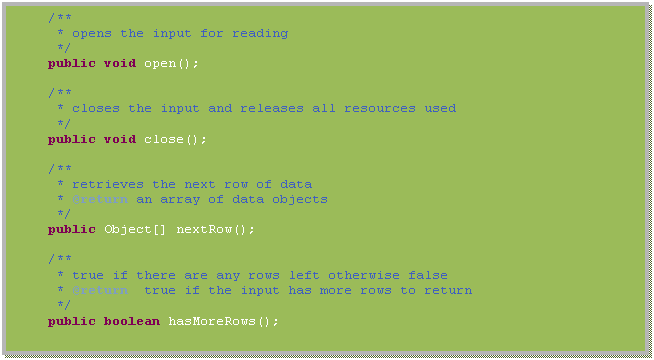 /**
 * opens the input for reading
 */
public void open();

/**
 * closes the input and releases all resources used
 */
public void close();

/**
 * retrieves the next row of data
 * @return an array of data objects
 */
public Object[] nextRow();

/**
 * true if there are any rows left otherwise false
 * @return  true if the input has more rows to return
 */
public boolean hasMoreRows();